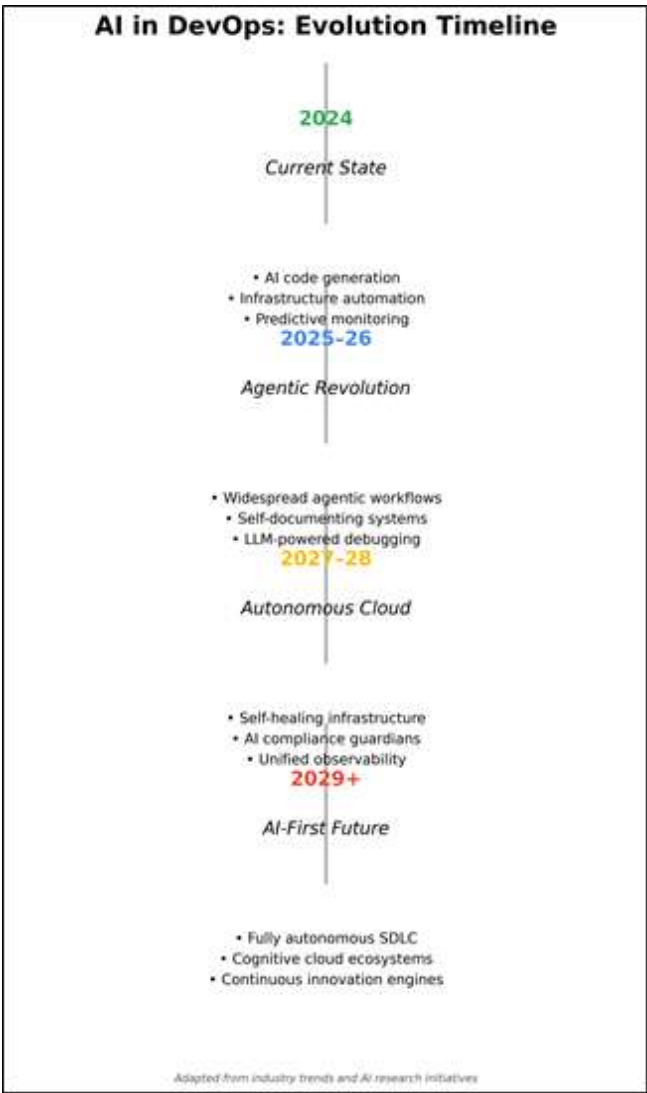 AI in DevOps: Evolution Timeline
2024
Current State
• AI code generation
• Infrastructure automation
• Predictive monitoring
2025–26
Agentic Revolution
• Widespread agentic workflows
• Self-documenting systems
• LLM-powered debugging
2027–28
Autonomous Cloud
• Self-healing infrastructure
• AI compliance guardians
• Unified observability
2029+
AI-First Future
• Fully autonomous SDLC
• Cognitive cloud ecosystems
• Continuous innovation engines
Adapted from industry trends and AI research initiatives